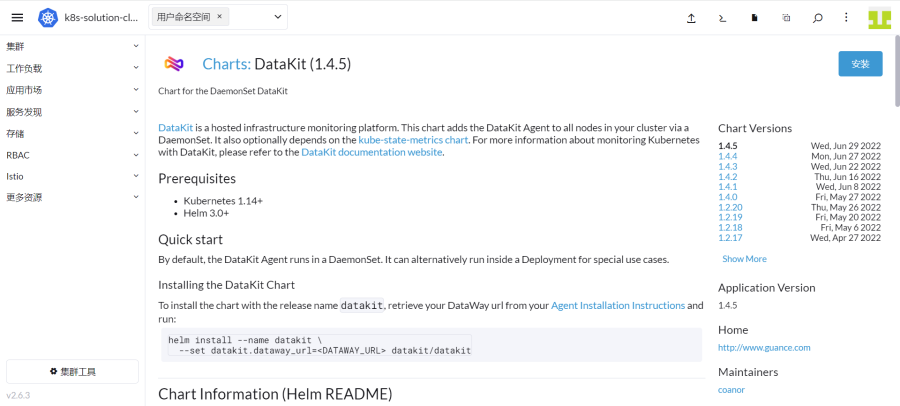 k8s-solution-cl...
用户命名空间 ×
集群
工作负载
应用市场
服务发现
存储
RBAC
Istio
更多资源
集群工具
v2.6.3
Charts: DataKit (1.4.5)
安装
Chart for the DaemonSet DataKit
DataKit is a hosted infrastructure monitoring platform. This chart adds the DataKit Agent to all nodes in your cluster via a
DaemonSet. It also optionally depends on the kube-state-metrics chart. For more information about monitoring Kubernetes
with DataKit, please refer to the DataKit documentation website.
Prerequisites
• Kubernetes 1.14+
• Helm 3.0+
Quick start
By default, the DataKit Agent runs in a DaemonSet. It can alternatively run inside a Deployment for special use cases.
Installing the DataKit Chart
To install the chart with the release name datakit, retrieve your DataWay url from your Agent Installation Instructions and
run:
helm install --name datakit \
--set datakit.dataway_url=<DATAWAY_URL> datakit/datakit
Chart Information (Helm README)
Chart Versions
1.4.5 Wed, Jun 29 2022
1.4.4 Mon, Jun 27 2022
1.4.3 Wed, Jun 22 2022
1.4.2 Thu, Jun 16 2022
1.4.1 Wed, Jun 8 2022
1.4.0 Fri, May 27 2022
1.2.20 Thu, May 26 2022
1.2.19 Fri, May 20 2022
1.2.18 Fri, May 6 2022
1.2.17 Wed, Apr 27 2022
Show More
Application Version
1.4.5
Home
http://www.guance.com
Maintainers
coanor